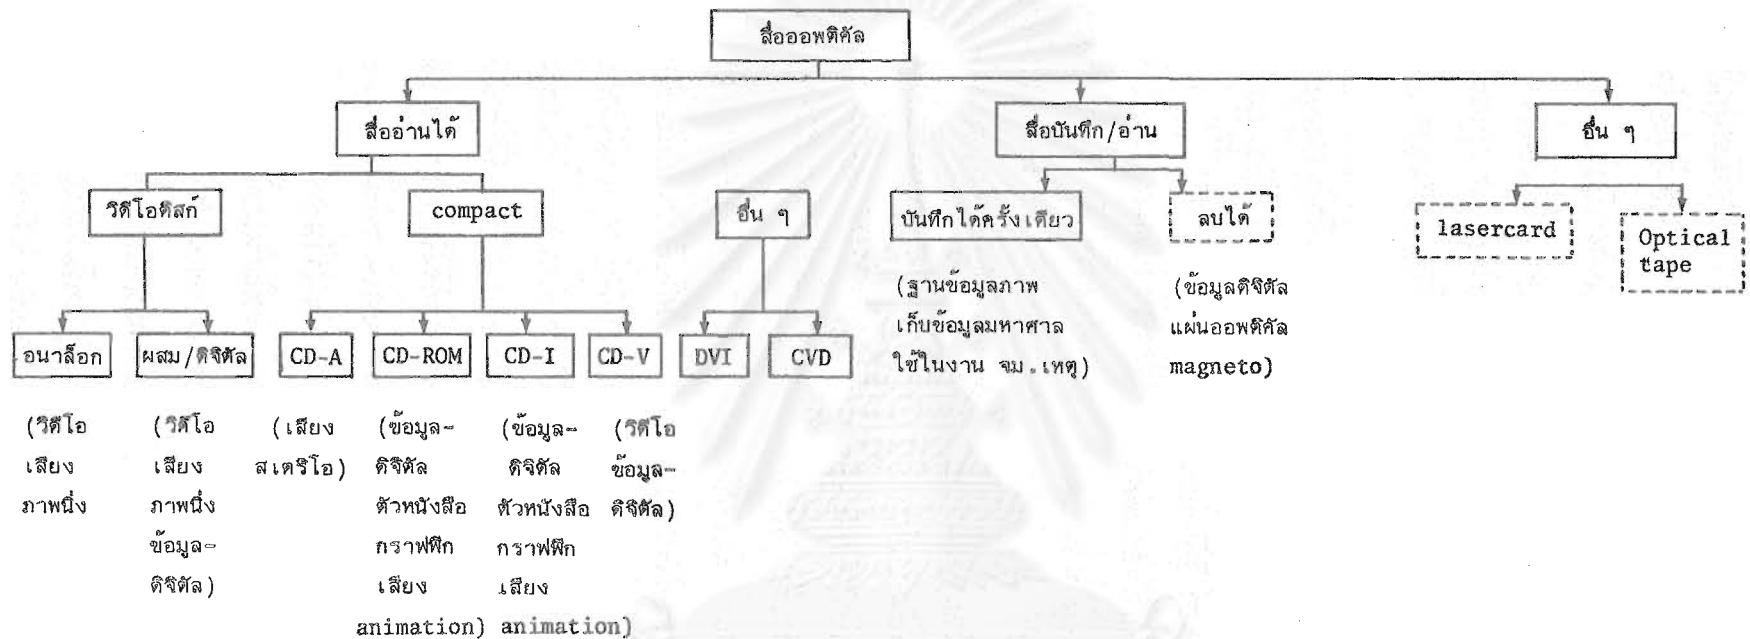 สื่อออพติคัล
สื่ออ่านได้
สื่อบันทึก/อ่าน
อื่น ๆ
วิดีโอดิสก์
compact
อื่น ๆ
บันทึกได้ครั้งเดียว
ลบได้
lasercard
Optical
tape
(ฐานข้อมูลภาพ
เก็บข้อมูลมหาศาล
ใช้ในงาน จม.เหตุ)
(ข้อมูลดิจิตัล
แผ่นออพติคัล
magneto)
อนาล็อก
ผสม/ดิจิตัล
CD-A
CD-ROM
CD-I
CD-V
DVI
CVD
(วิดีโอ
เสียง
ภาพนิ่ง
(วิดีโอ
เสียง
ภาพนิ่ง
ข้อมูล-
ดิจิตัล)
(เสียง
สเตริโอ)
(ข้อมูล-
ดิจิตัล
ตัวหนังสือ
กราฟฟิก
เสียง
animation)
(ข้อมูล-
ดิจิตัล
ตัวหนังสือ
กราฟฟิก
เสียง
animation)
(วิดีโอ
ข้อมูล-
ดิจิตัล)